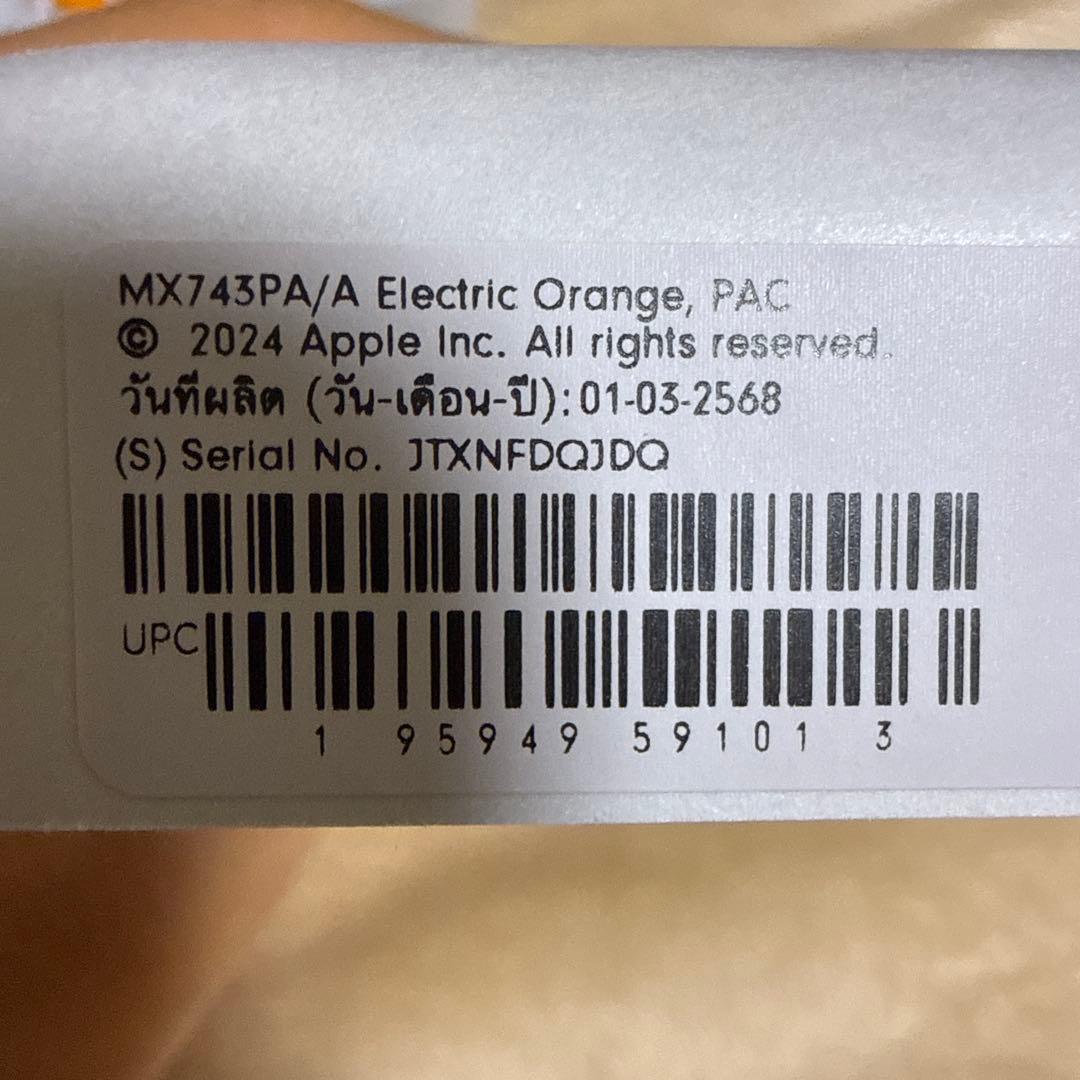 MX743PA/A Electric Orange, PAC
© 2024 Apple Inc. All rights reserved.
วันที่ผลิต (วัน-เดือน-ปี): 01-03-2568
(S) Serial No. JTXNFDQJDQ
UPC
1 95949 59101 3